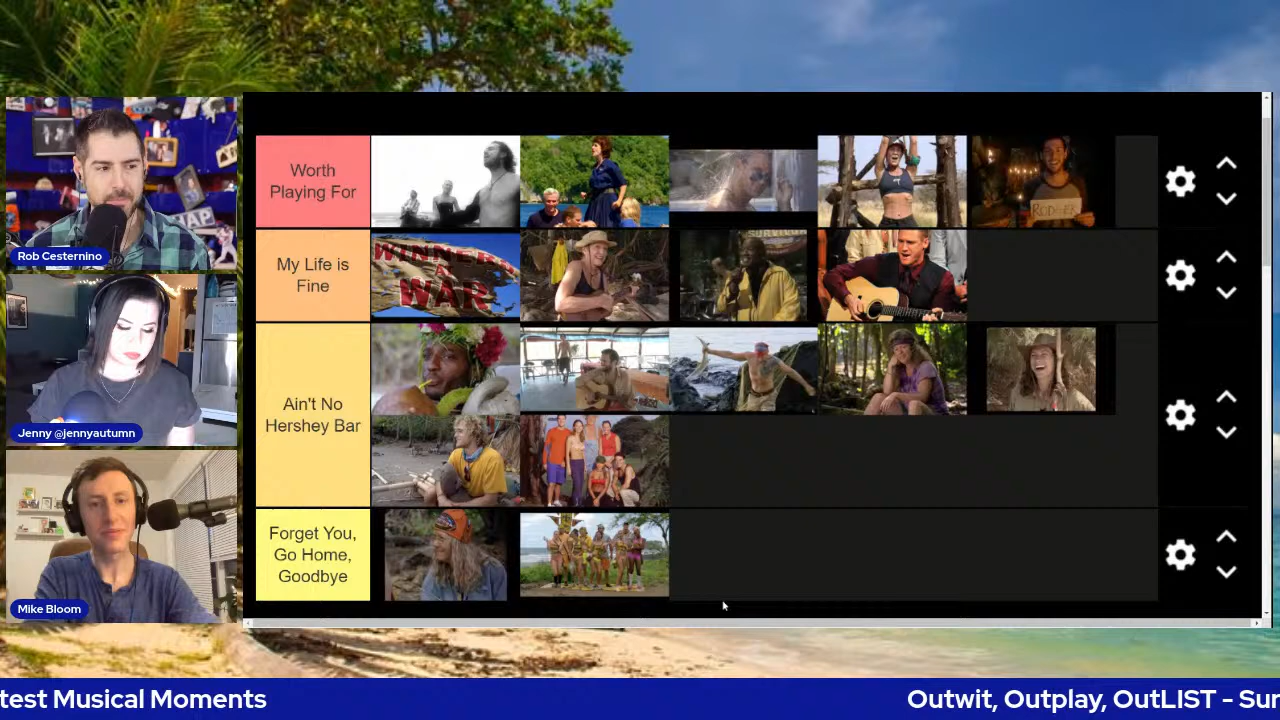 Worth
Playing For
RODGER
My Life is
Fine
WINNERS
AT
WAR
Ain't No
Hershey Bar
Forget You,
Go Home,
Goodbye
Rob Cesternino
Jenny @jennyautumn
Mike Bloom
test Musical Moments
Outwit, Outplay, OutLIST - Sur